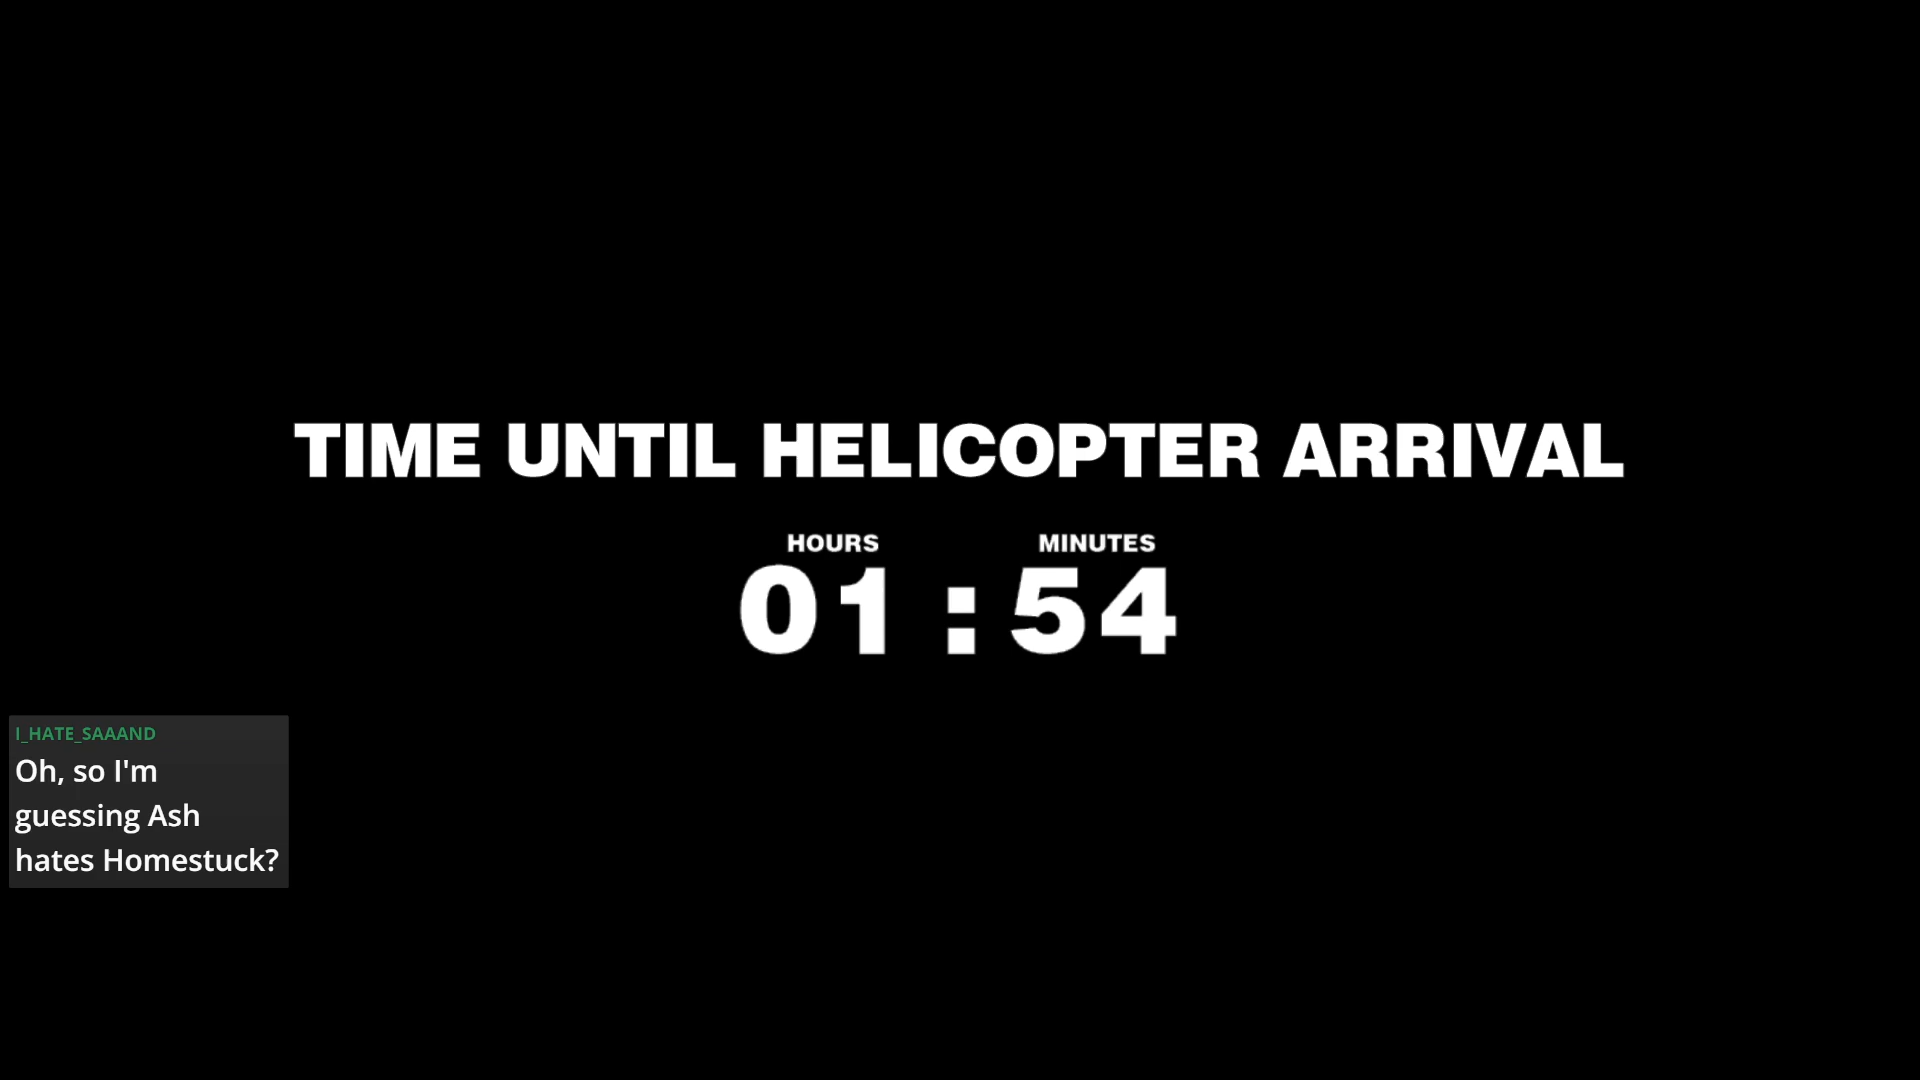 TIME UNTIL HELICOPTER ARRIVAL
HOURS MINUTES
01 : 54
I_HATE_SAAAND
Oh, so I'm
guessing Ash
hates Homestuck?